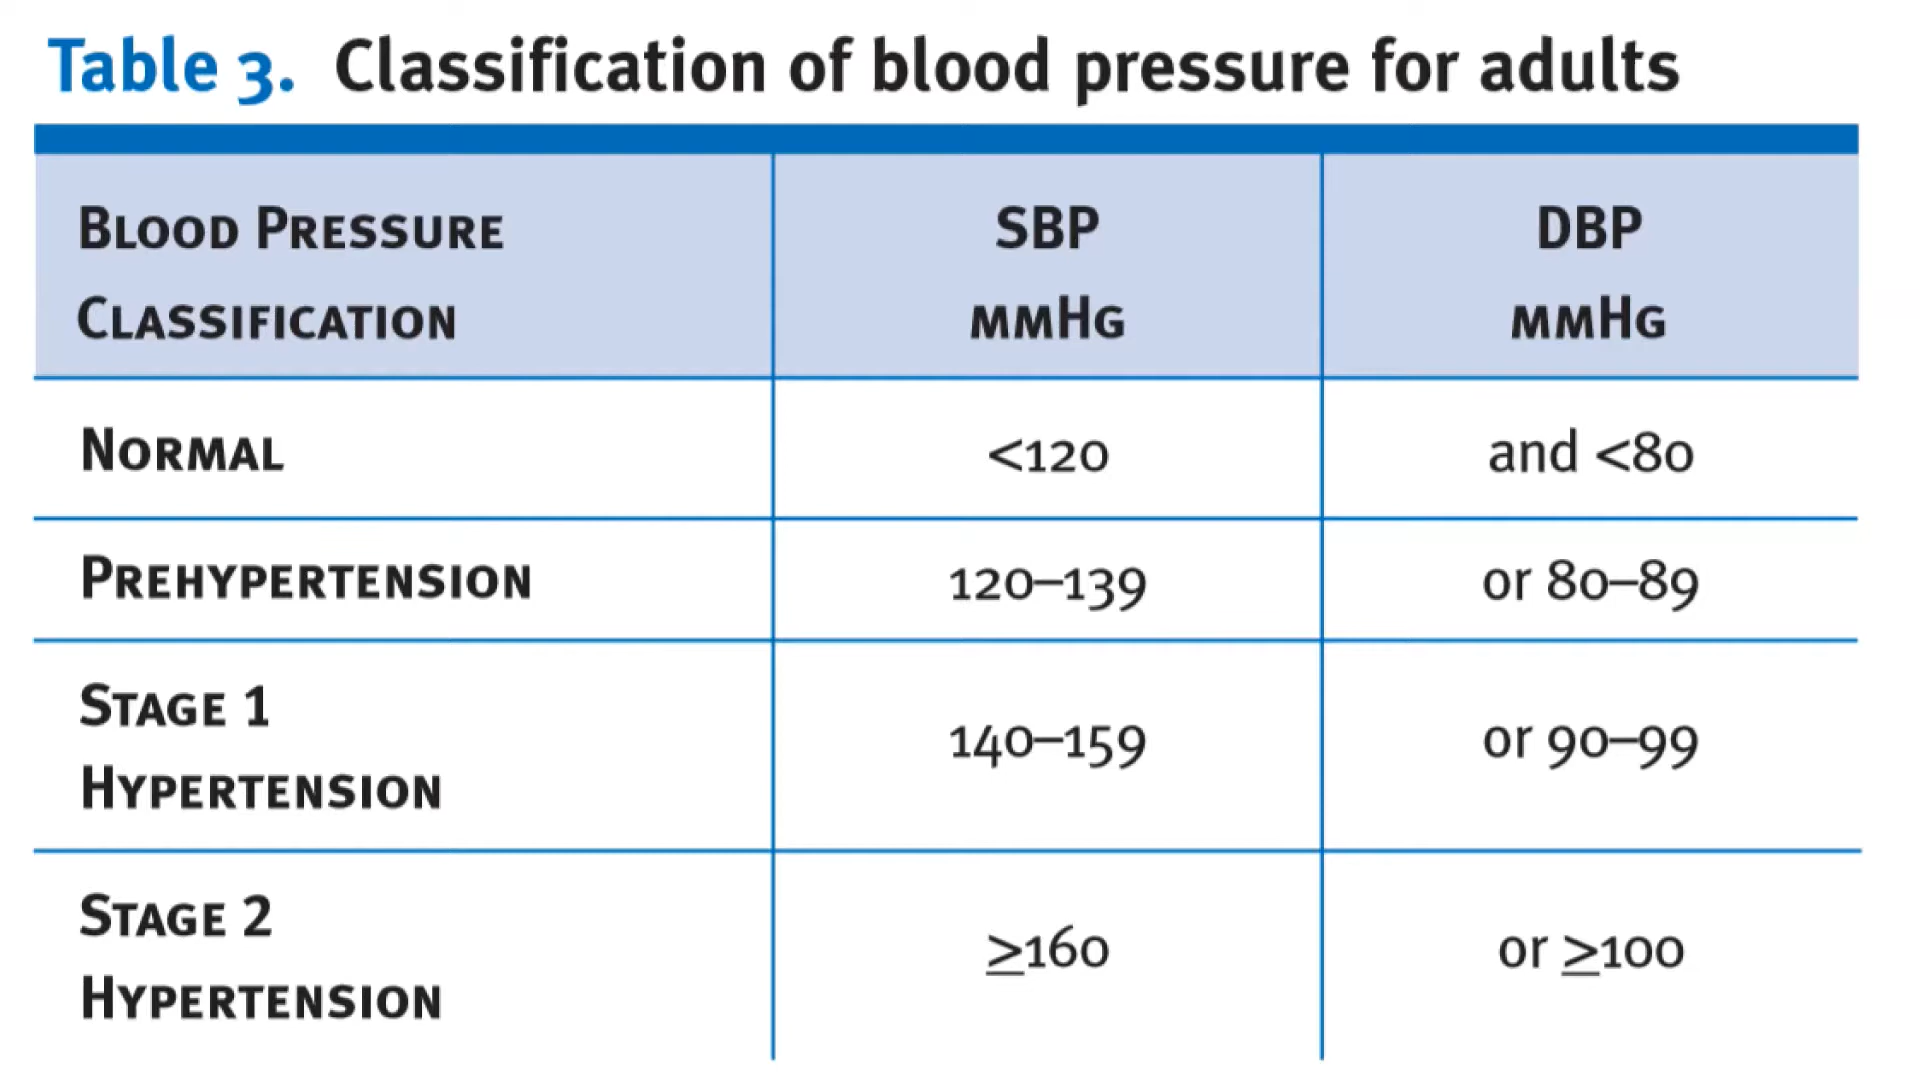 Table 3. Classification of blood pressure for adults
BLOOD PRESSURE SBP DBP
CLASSIFICATION MMHG MMHG
NORMAL <120 and <80
PREHYPERTENSION 120–139 or 80–89
STAGE 1
HYPERTENSION 140–159 or 90–99
STAGE 2
HYPERTENSION ≥160 or ≥100